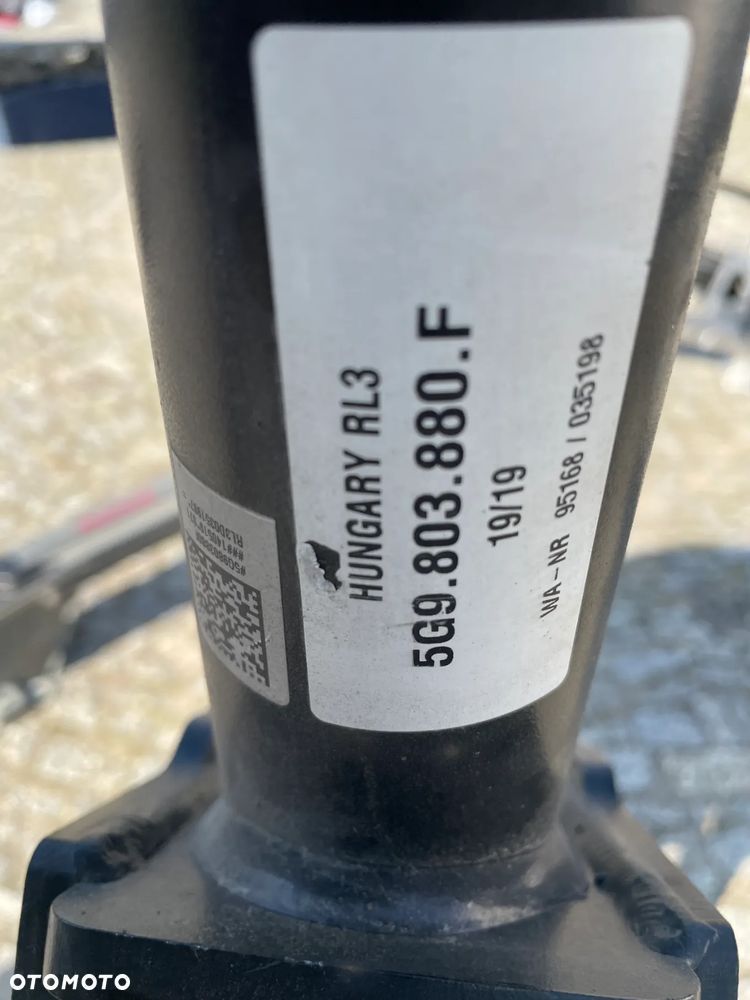 HUNGARY RL3
5G9.803.880.F
19/19
WA-NR 95168 / 035198
OTOMOTO